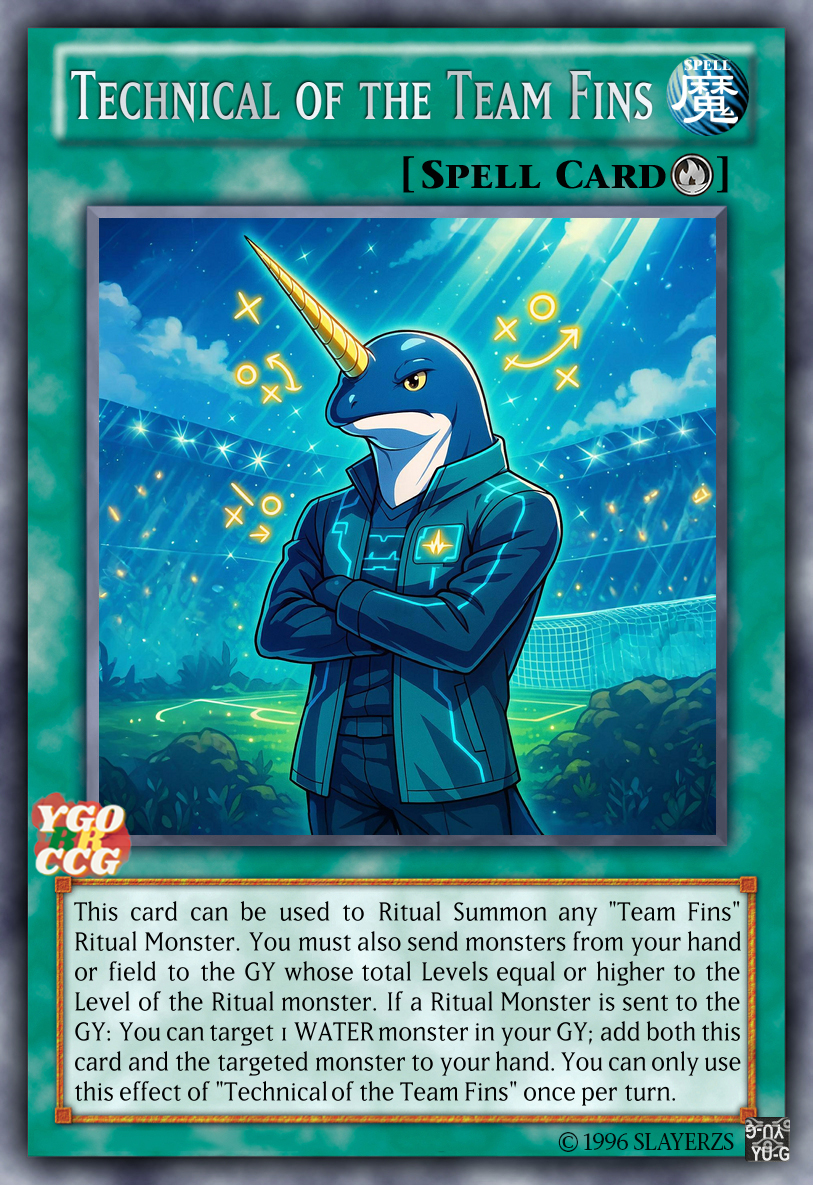 TECHNICAL OF THE TEAM FINS
SPELL
魔
[SPELL CARD]
YGO
BR
CCG
This card can be used to Ritual Summon any "Team Fins"
Ritual Monster. You must also send monsters from your hand
or field to the GY whose total Levels equal or higher to the
Level of the Ritual monster. If a Ritual Monster is sent to the
GY: You can target 1 WATER monster in your GY; add both this
card and the targeted monster to your hand. You can only use
this effect of "Technical of the Team Fins" once per turn.
© 1996 SLAYERZS
YU-G